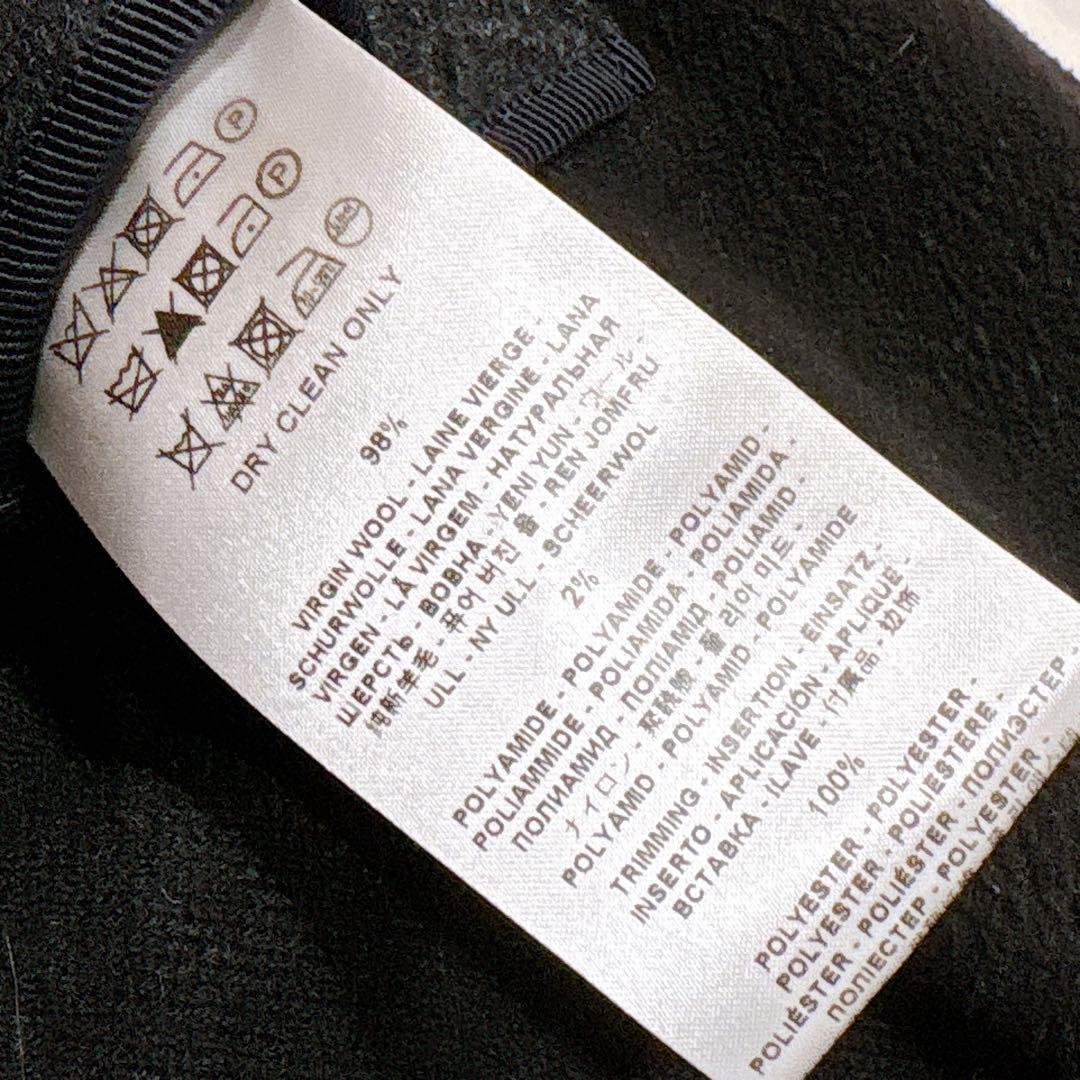 P
P
DRY CLEAN ONLY
98%
VIRGIN WOOL - LAINE VIERGE -
SCHURWOLLE - LANA VERGINE - LANA
VIRGEN - LÃ VIRGEM - НАТУРАЛЬНАЯ
ШЕРСТЬ - ВОВНА - YENI YUN - ウール -
纯新羊毛 - 퓨어 버진 울 - REN JOMFRU
ULL - NY ULL - SCHEERWOL
2%
POLYAMIDE - POLYAMIDE - POLYAMID -
POLIAMMIDE - POLIAMIDA - POLIAMIDA -
ПОЛИАМИД - ПОЛІАМІД - POLIAMID -
ナイロン - 폴리아미드 -
POLYAMID - POLYAMID - POLYAMIDE
TRIMMING - INSERTION - EINSATZ -
INSERTO - APLICACIÓN - APLIQUE -
ВСТАВКА - ILAVE - 付属品 - 边饰
100%
POLYESTER - POLYESTER -
POLYESTER - POLIESTERE -
POLIÉSTER - POLIÉSTER - ПОЛИЭСТЕР -
ПОЛІЕСТЕР - POLYESTER -